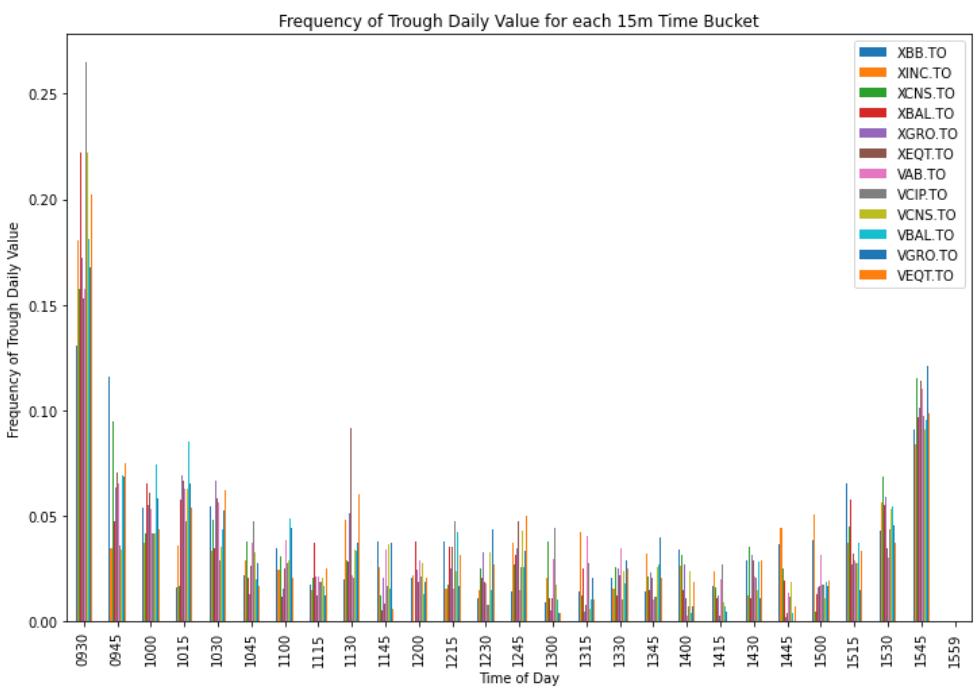 Frequency of Trough Daily Value for each 15m Time Bucket
XBB.TO
XINC.TO
XCNS.TO
XBAL.TO
XGRO.TO
XEQT.TO
VAB.TO
VCIP.TO
VCNS.TO
VBAL.TO
VGRO.TO
VEQT.TO
Frequency of Trough Daily Value
0.25
0.20
0.15
0.10
0.05
0.00
0930
0945
1000
1015
1030
1045
1100
1115
1130
1145
1200
1215
1230
1245
1300
1315
1330
1345
1400
1415
1430
1445
1500
1515
1530
1545
1559
Time of Day